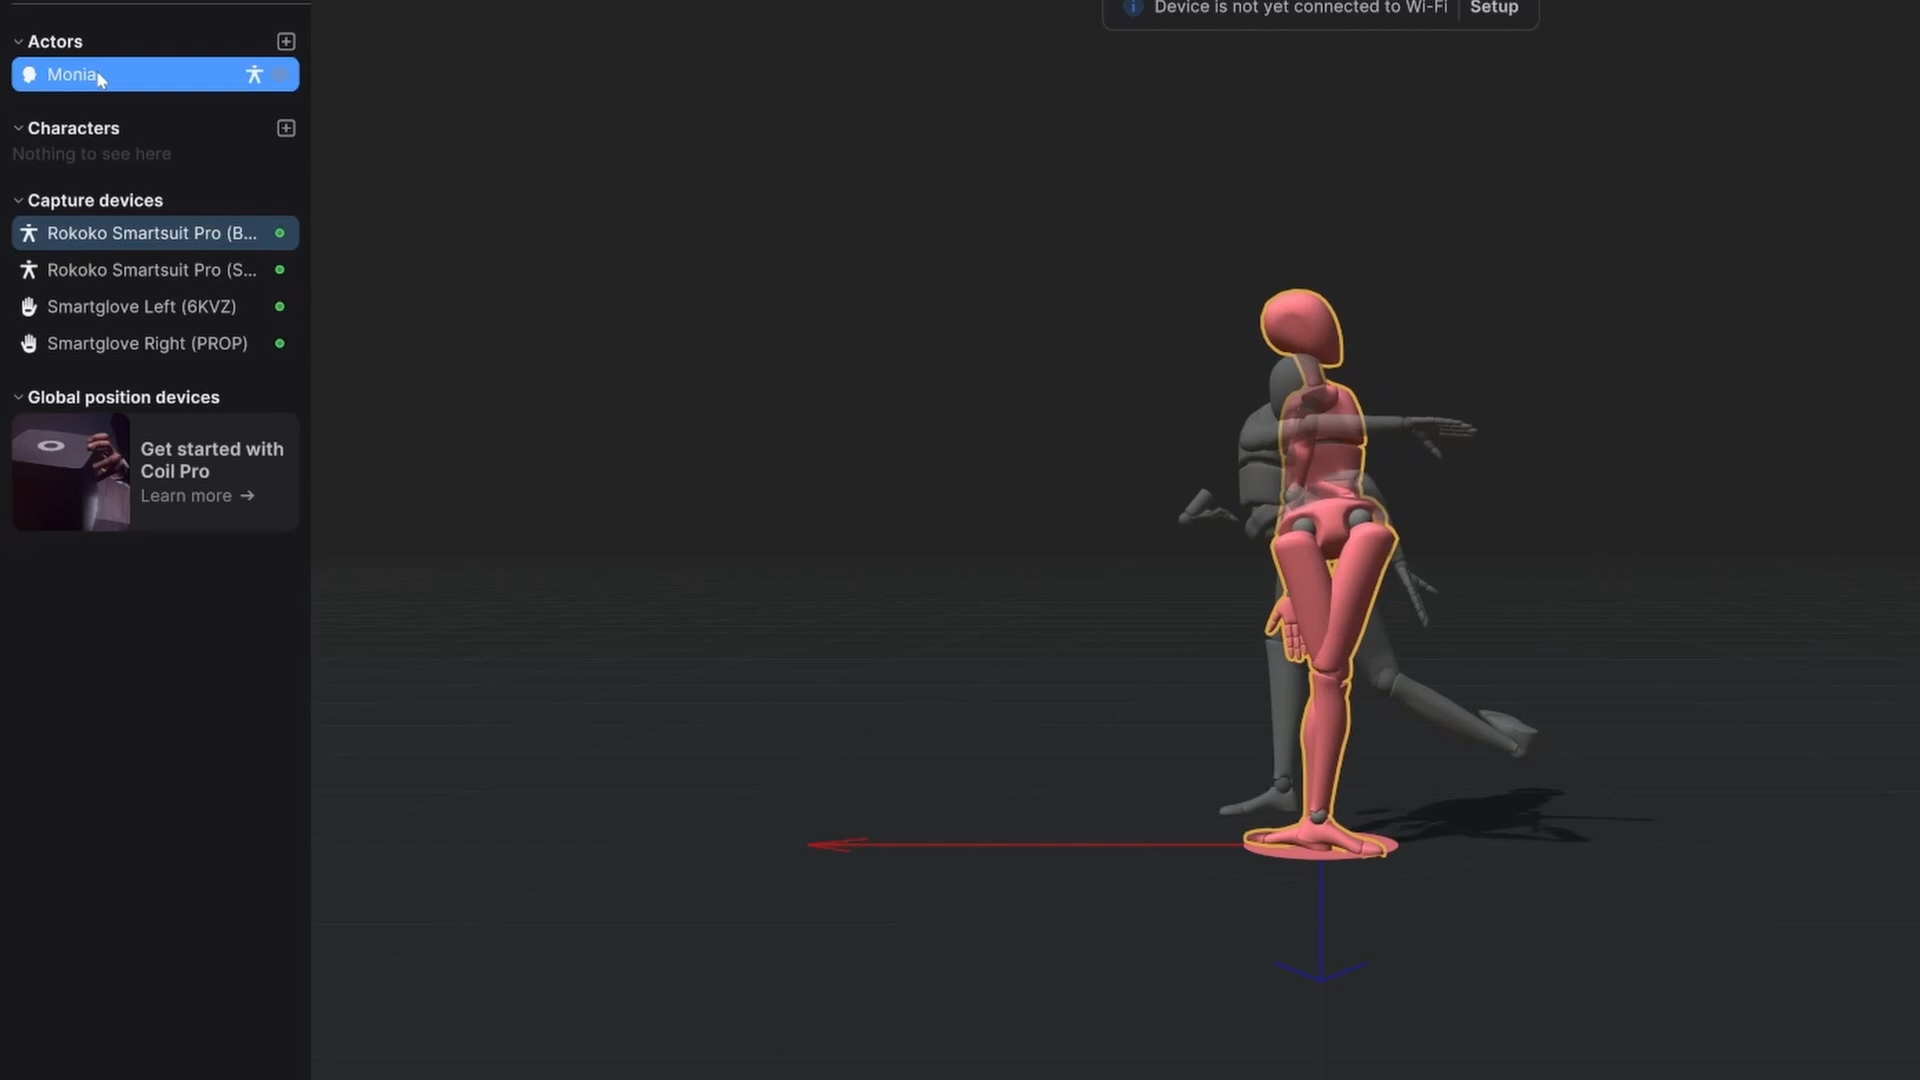 Device is not yet connected to Wi-Fi
Setup
Actors
Monia
Characters
Nothing to see here
Capture devices
Rokoko Smartsuit Pro (B...
Rokoko Smartsuit Pro (S...
Smartglove Left (6KVZ)
Smartglove Right (PROP)
Global position devices
Get started with
Coil Pro
Learn more →